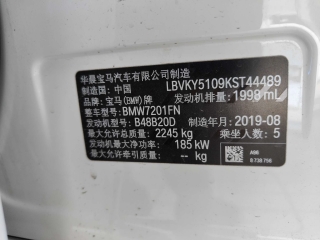 华晨宝马汽车有限公司制造
制造国：中国 LBVKY5109KST44489
品牌：宝马(BMW)牌 发动机排量：1998 mL
整车型号：BMW7201FN
最大允许总质量：2245 kg
发动机型号：B48B20D 制造年月：2019-08
发动机最大净功率：185 kW 乘坐人数：5
最大允许牵引质量：-- kg